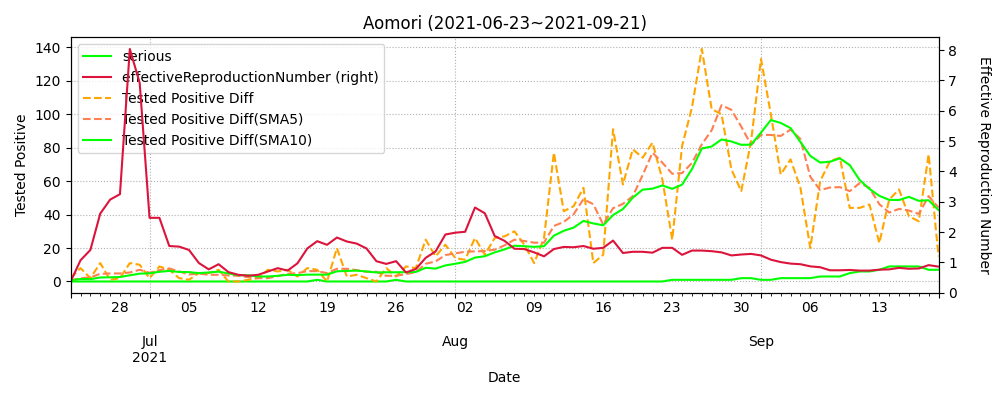 Aomori (2021-06-23~2021-09-21)
serious
effectiveReproductionNumber (right)
Tested Positive Diff
Tested Positive Diff(SMA5)
Tested Positive Diff(SMA10)
Tested Positive
140
120
100
80
60
40
20
0
8
7
6
5
4
3
2
1
0
Effective Reproduction Number
28 05 12 19 26 02 09 16 23 30 06 13
Jul Aug Sep
2021
Date